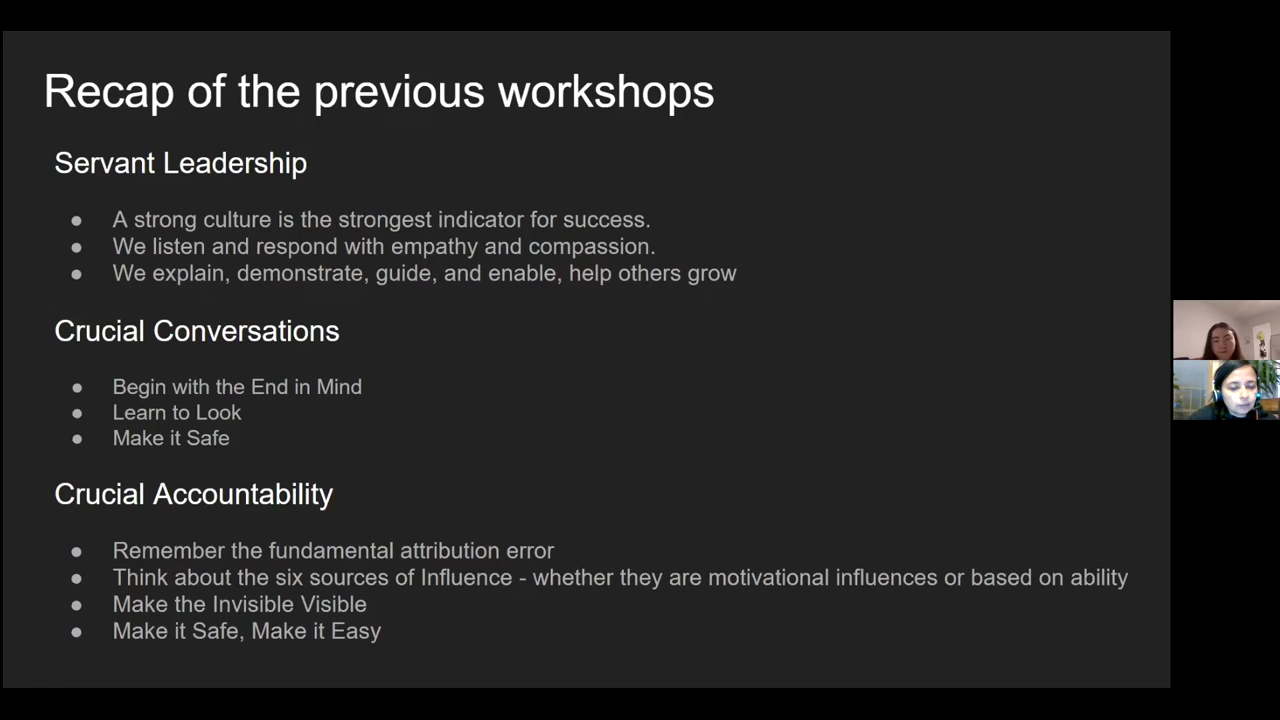 Recap of the previous workshops
Servant Leadership
● A strong culture is the strongest indicator for success.
● We listen and respond with empathy and compassion.
● We explain, demonstrate, guide, and enable, help others grow
Crucial Conversations
● Begin with the End in Mind
● Learn to Look
● Make it Safe
Crucial Accountability
● Remember the fundamental attribution error
● Think about the six sources of Influence - whether they are motivational influences or based on ability
● Make the Invisible Visible
● Make it Safe, Make it Easy